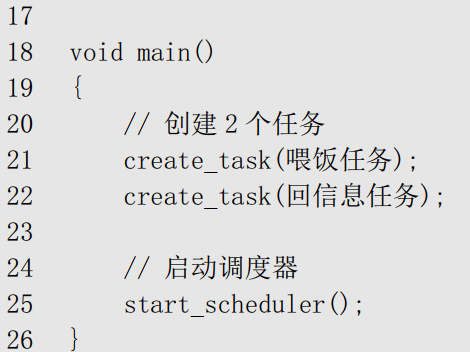 17
18 void main()
19 {
20 // 创建 2 个任务
21 create_task(喂饭任务);
22 create_task(回信息任务);
23
24 // 启动调度器
25 start_scheduler();
26 }